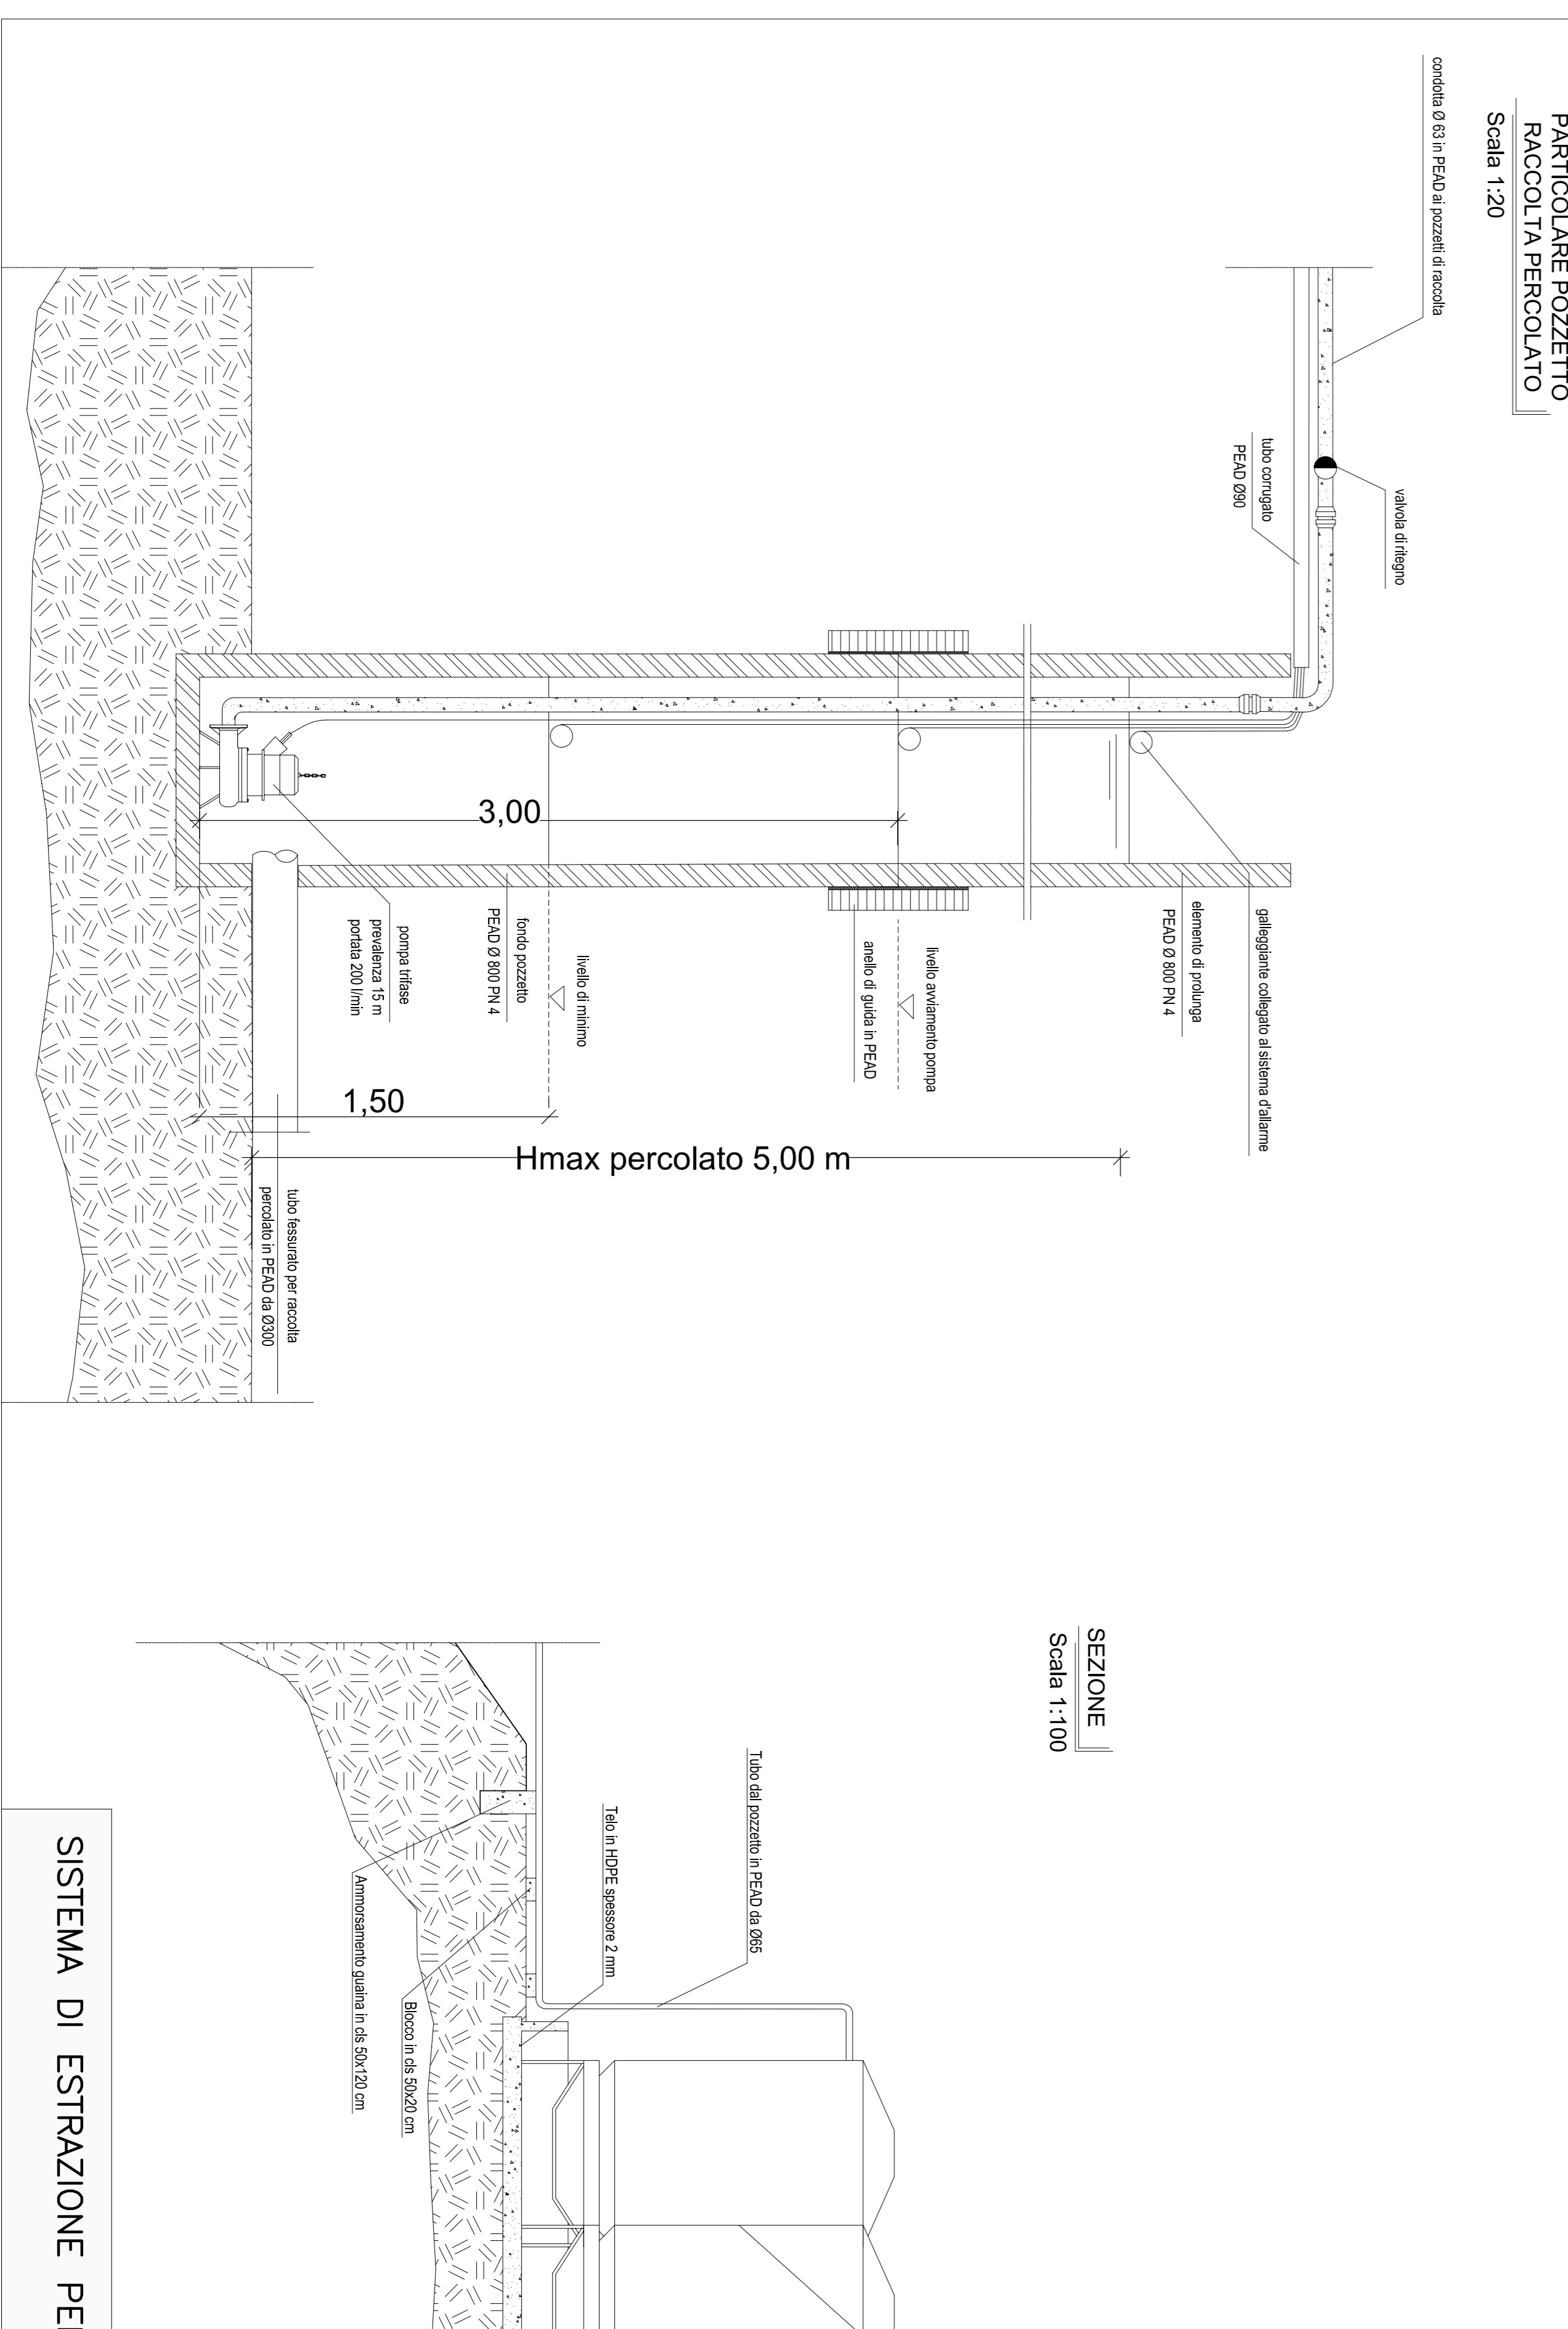 PARTICOLARE POZZETTO
RACCOLTA PERCOLATO
Scala 1:20
condotta Ø 63 in PEAD ai pozzetti di raccolta
valvola di ritegno
tubo corrugato
PEAD Ø90
galleggiante collegato al sistema d'allarme
elemento di prolunga
PEAD Ø 800 PN 4
livello avviamento pompa
anello di guida in PEAD
livello di minimo
fondo pozzetto
PEAD Ø 800 PN 4
pompa trifase
prevalenza 15 m
portata 200 l/min
3,00
1,50
Hmax percolato 5,00 m
tubo fessurato per raccolta
percolato in PEAD da Ø300
SEZIONE
Scala 1:100
Tubo dal pozzetto in PEAD da Ø65
Telo in HDPE spessore 2 mm
Blocco in cls 50x20 cm
Ammorsamento guaina in cls 50x120 cm
SISTEMA DI ESTRAZIONE